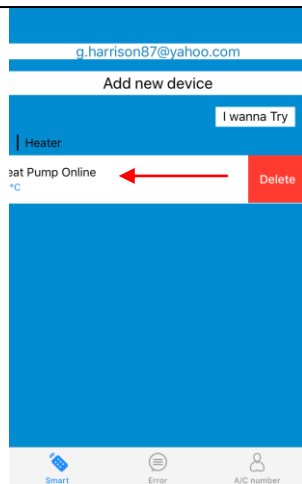 g.harrison87@yahoo.com
Add new device
I wanna Try
Heater
eat Pump Online
°C
Delete
Smart
Error
A/C number